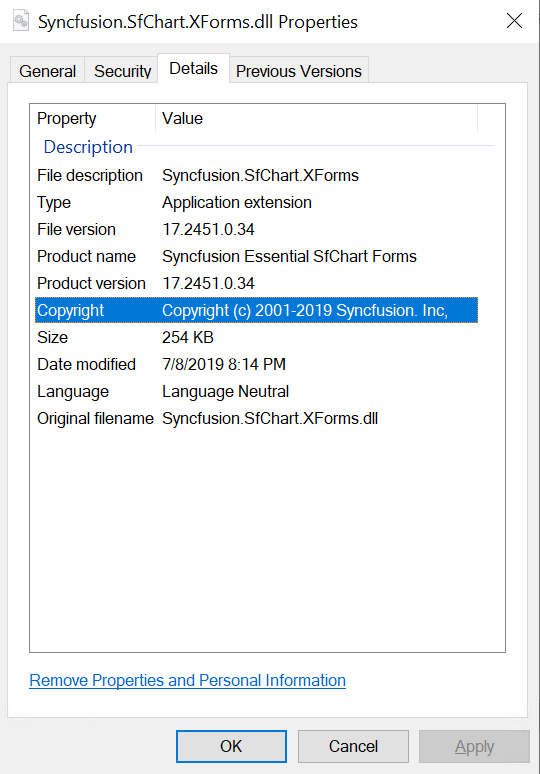 Syncfusion.SfChart.XForms.dll Properties
General Security Details Previous Versions
Property Value
Description
File description Syncfusion.SfChart.XForms
Type Application extension
File version 17.2451.0.34
Product name Syncfusion Essential SfChart Forms
Product version 17.2451.0.34
Copyright Copyright (c) 2001-2019 Syncfusion. Inc,
Size 254 KB
Date modified 7/8/2019 8:14 PM
Language Language Neutral
Original filename Syncfusion.SfChart.XForms.dll
Remove Properties and Personal Information
OK Cancel Apply